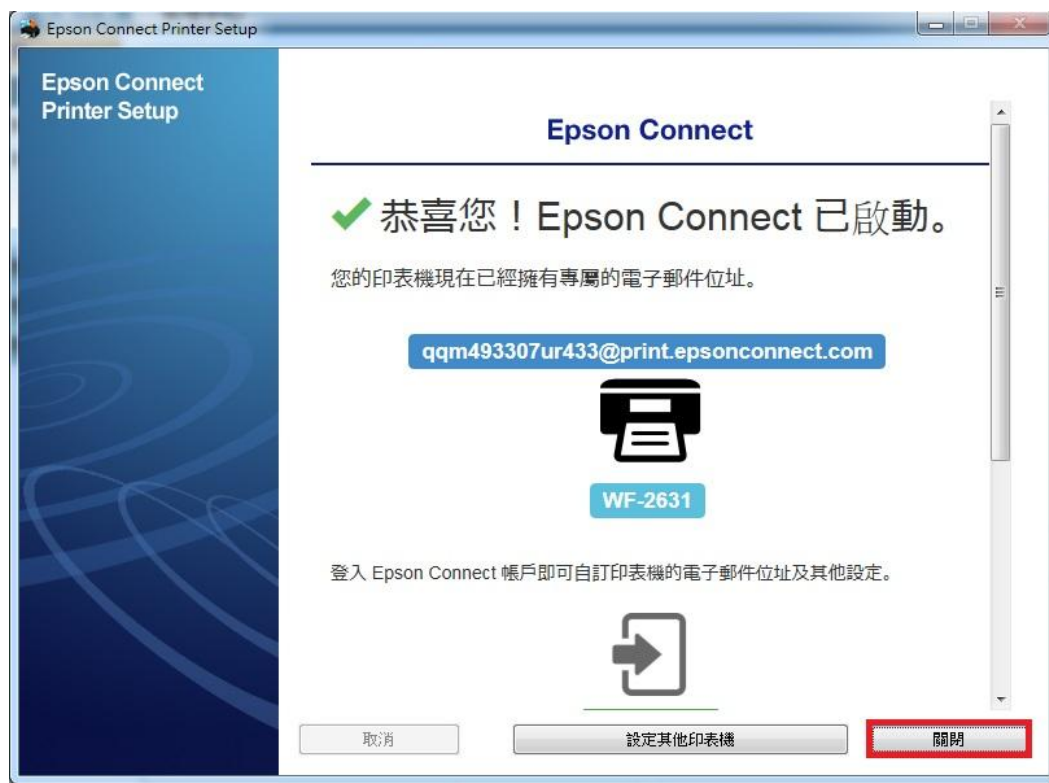 Epson Connect Printer Setup
Epson Connect
Printer Setup
Epson Connect
恭喜您！Epson Connect 已啟動。
您的印表機現在已經擁有專屬的電子郵件位址。
qqm493307ur433@print.epsonconnect.com
WF-2631
登入 Epson Connect 帳戶即可自訂印表機的電子郵件位址及其他設定。
取消
設定其他印表機
關閉